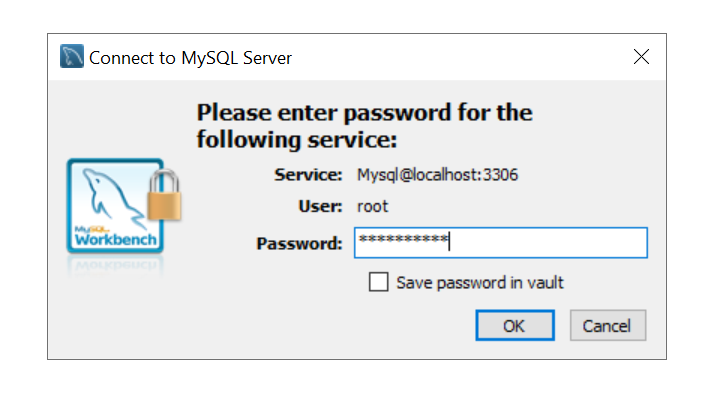 Connect to MySQL Server
Please enter password for the
following service:
Service: Mysql@localhost:3306
User: root
Password: **********
Save password in vault
MySQL
Workbench
OK Cancel